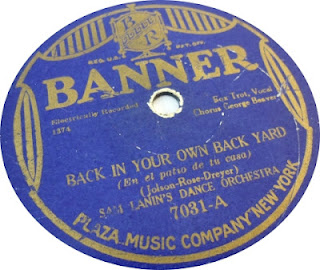 BANNER
REG. U.S. PAT. OFF.
Electrically Recorded
1374
Fox Trot, Vocal
Chorus George Beaver
BACK IN YOUR OWN BACK YARD
(En el patio de tu casa)
(Jolson-Rose-Dreyer)
SAM LANIN'S DANCE ORCHESTRA
7031-A
PLAZA MUSIC COMPANY NEW YORK